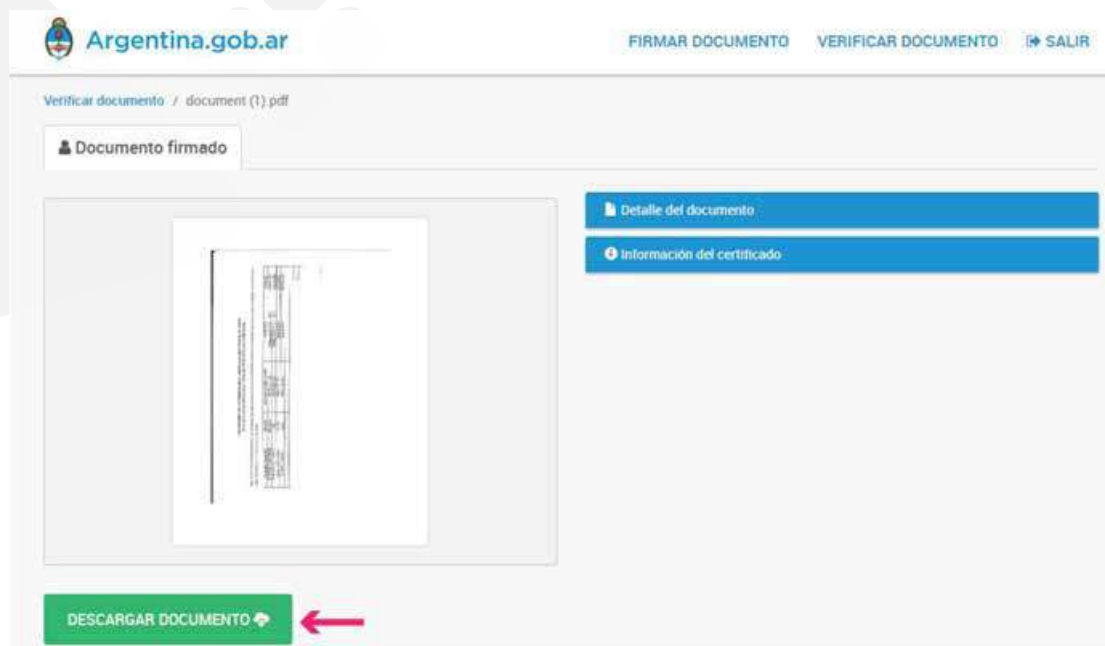 Argentina.gob.ar
FIRMAR DOCUMENTO VERIFICAR DOCUMENTO SALIR
Verificar documento / document (1).pdf
Documento firmado
Detalle del documento
Información del certificado
DESCARGAR DOCUMENTO